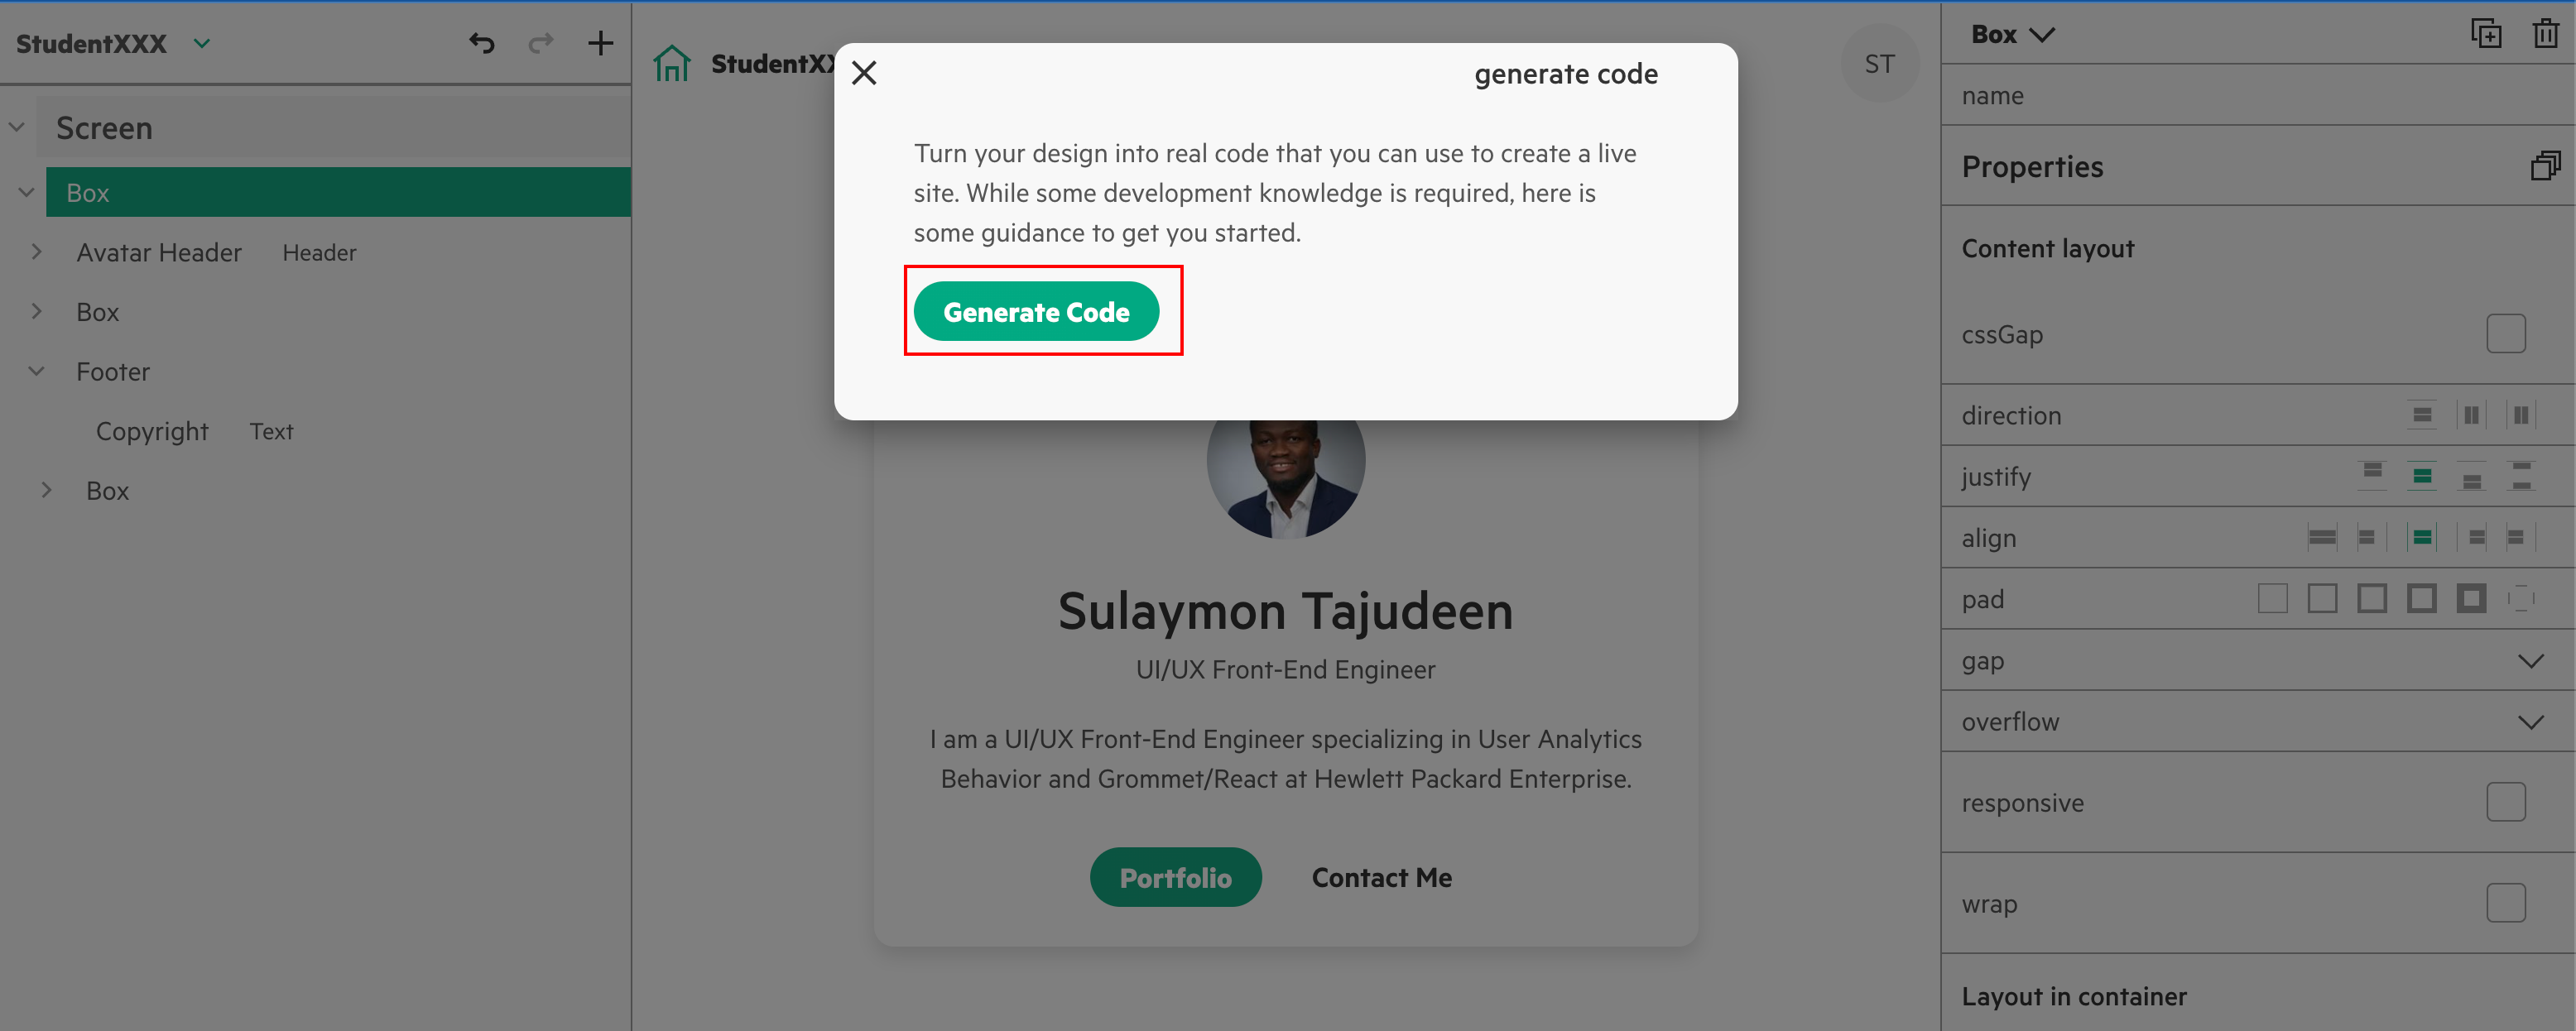 StudentXXX
Screen
Box
Avatar Header Header
Box
Footer
Copyright Text
Box
StudentXX
generate code
Turn your design into real code that you can use to create a live
site. While some development knowledge is required, here is
some guidance to get you started.
Generate Code
Sulaymon Tajudeen
UI/UX Front-End Engineer
I am a UI/UX Front-End Engineer specializing in User Analytics
Behavior and Grommet/React at Hewlett Packard Enterprise.
Portfolio Contact Me
ST
Box
name
Properties
Content layout
cssGap
direction
justify
align
pad
gap
overflow
responsive
wrap
Layout in container